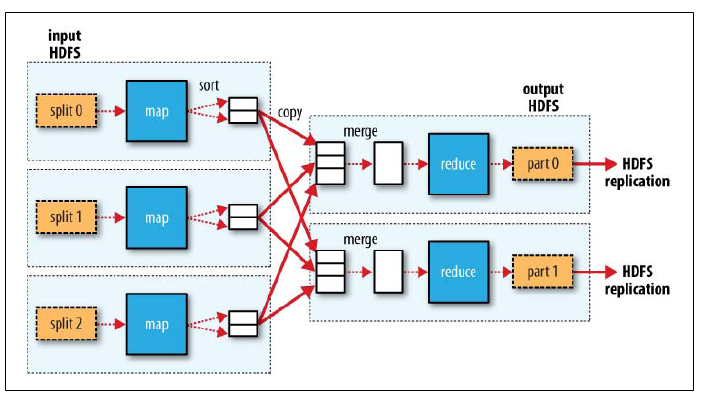 input
HDFS
split 0
map
sort
copy
split 1
map
split 2
map
output
HDFS
merge
reduce
part 0
HDFS
replication
merge
reduce
part 1
HDFS
replication